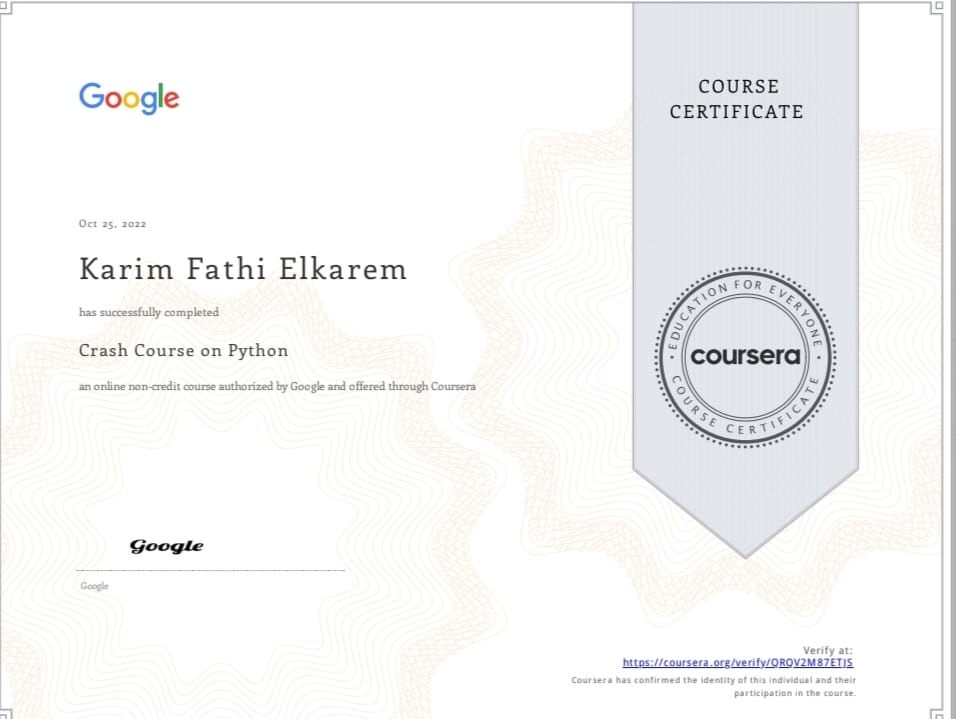 Google
COURSE
CERTIFICATE
Oct 25, 2022
Karim Fathi Elkarem
has successfully completed
Crash Course on Python
an online non-credit course authorized by Google and offered through Coursera
EDUCATION FOR EVERYONE
coursera
COURSE CERTIFICATE
Google
Google
Verify at:
https://coursera.org/verify/QRQV2M87ETJS
Coursera has confirmed the identity of this individual and their
participation in the course.